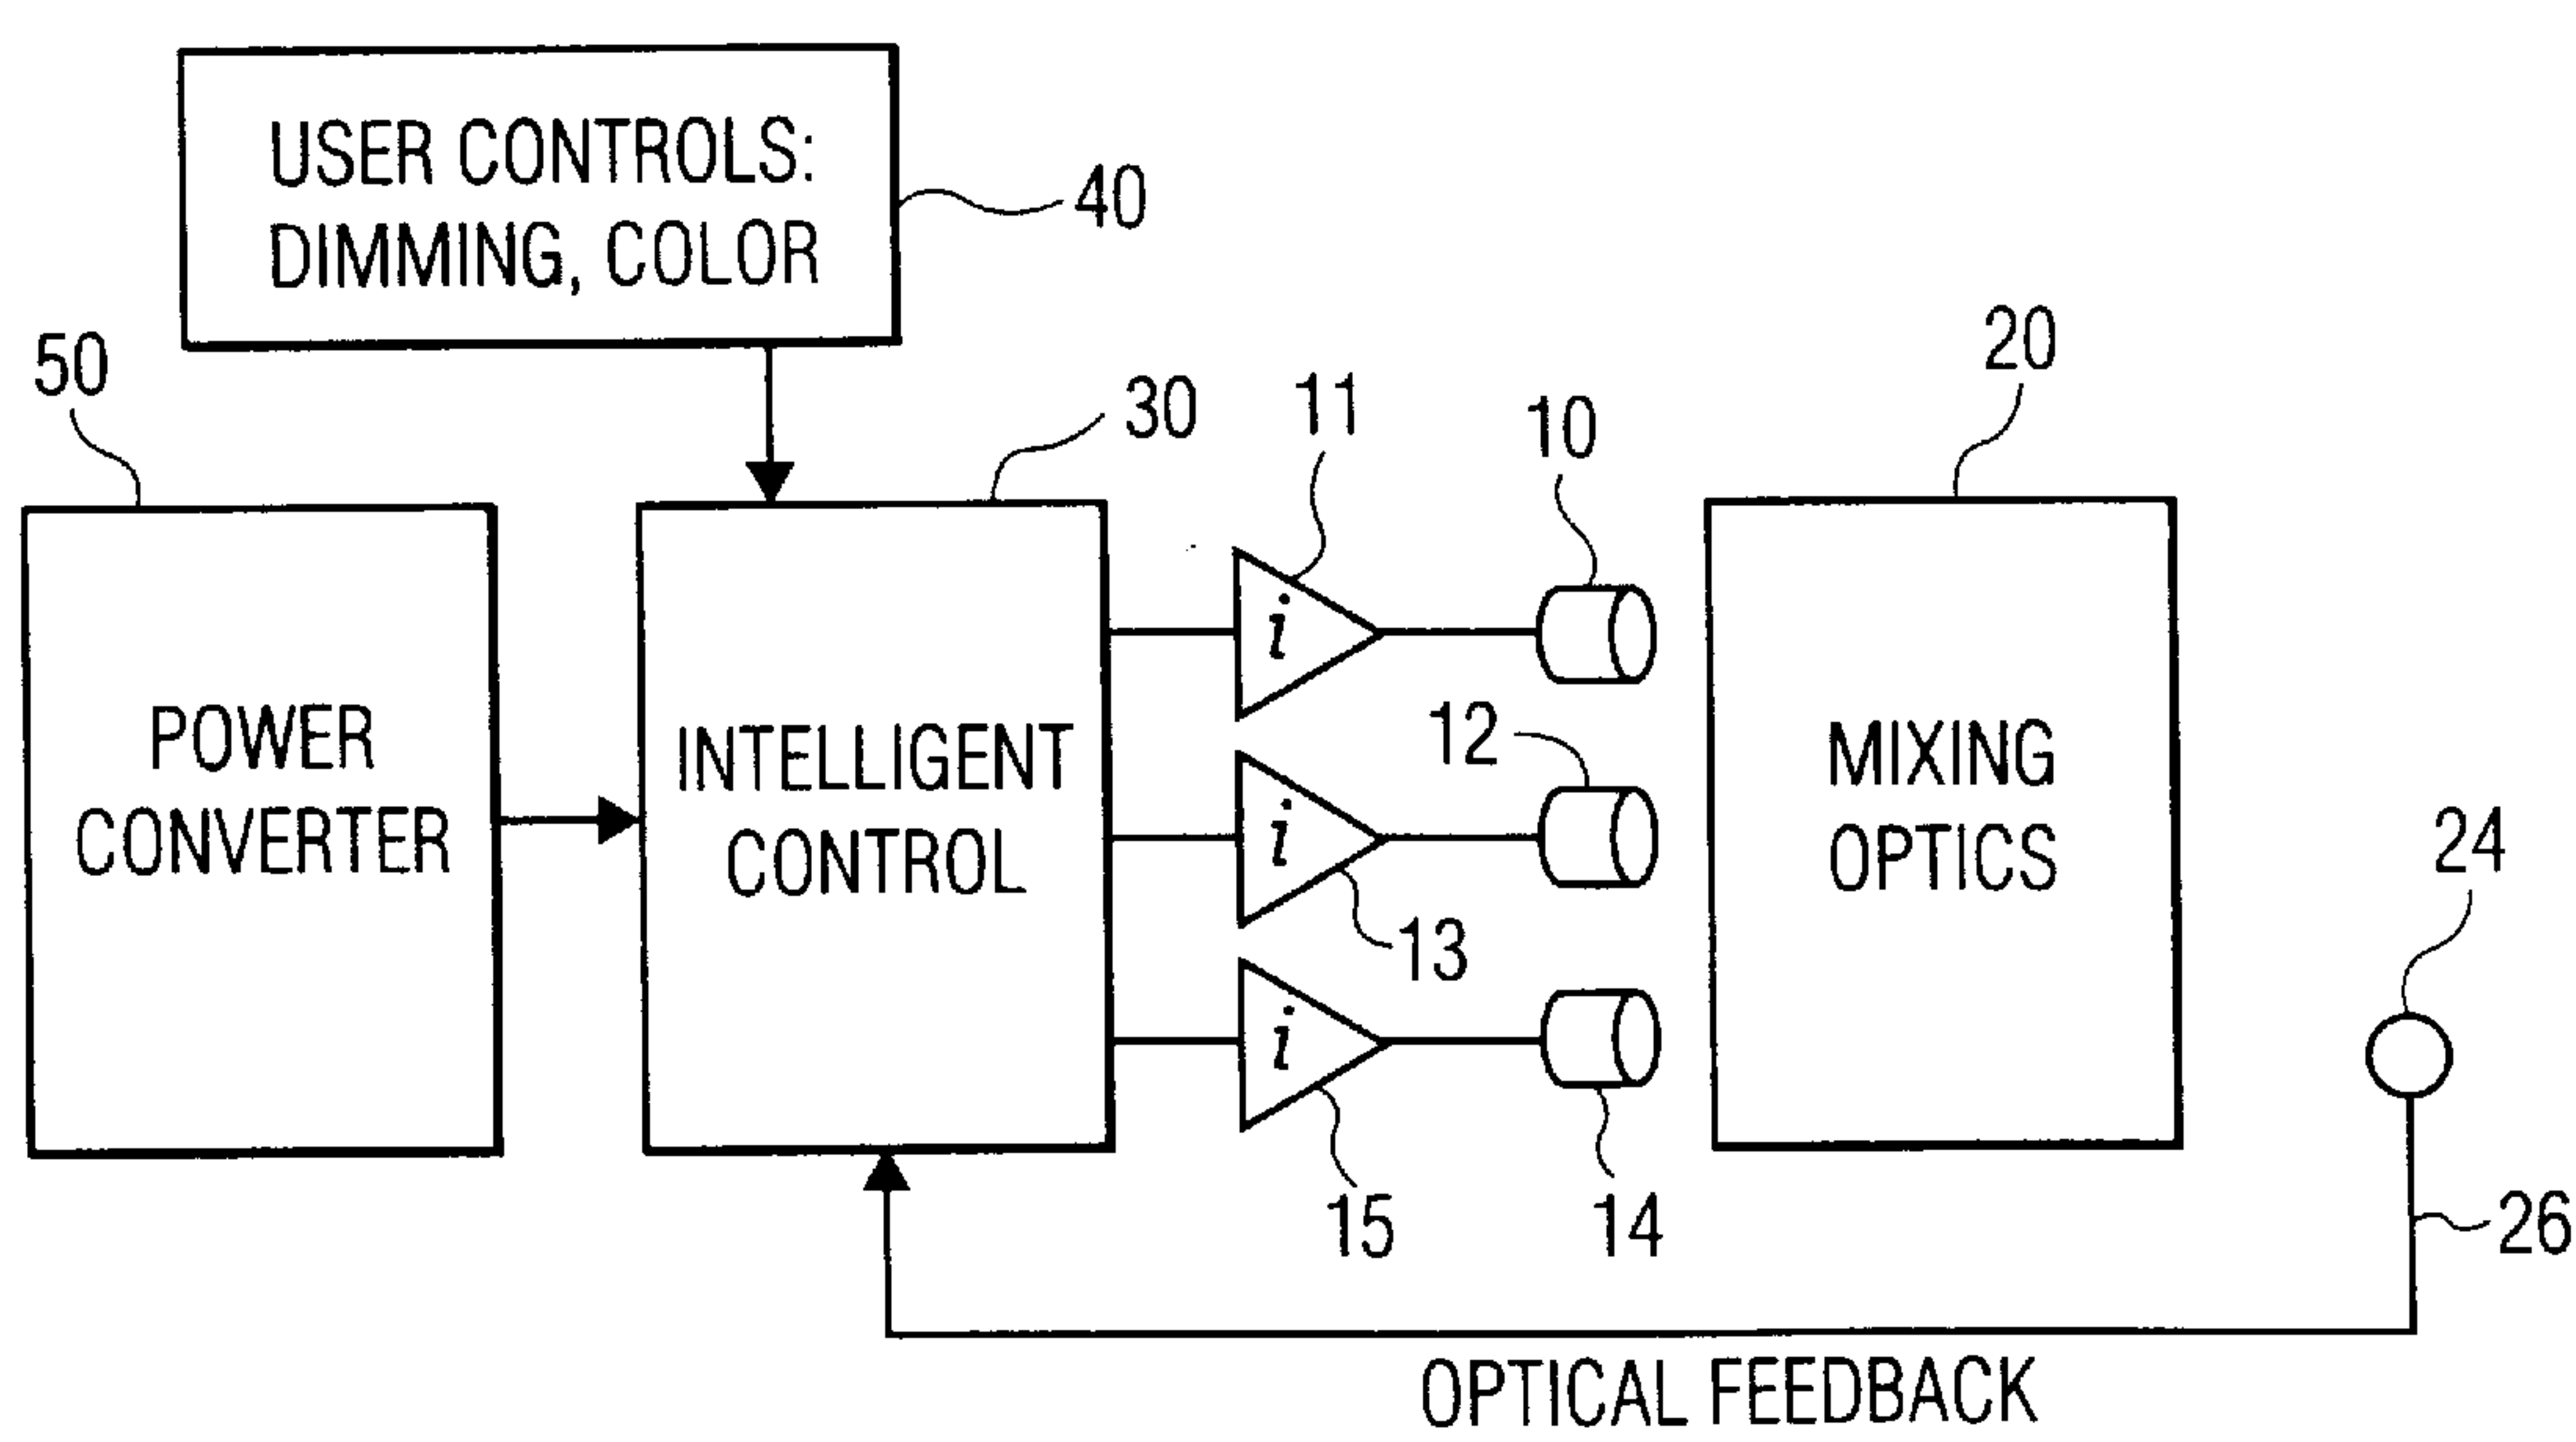 USER CONTROLS:
DIMMING, COLOR
40
50
30
11
10
20
POWER
CONVERTER
INTELLIGENT
CONTROL
i
i
i
12
13
15
14
MIXING
OPTICS
24
26
OPTICAL FEEDBACK